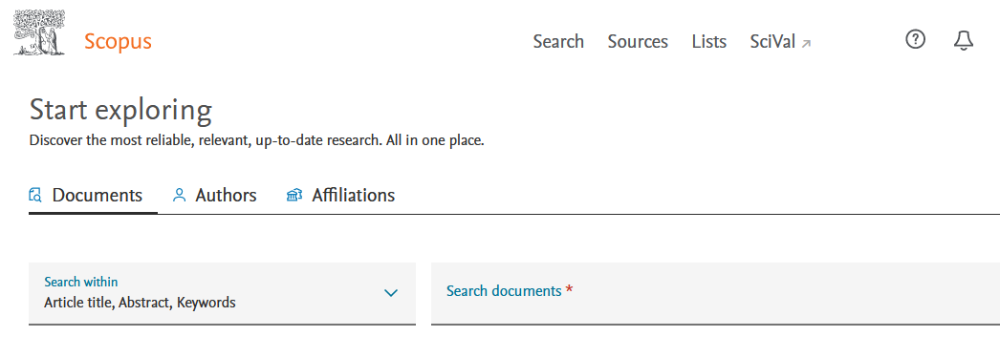 Scopus
Search Sources Lists SciVal
Start exploring
Discover the most reliable, relevant, up-to-date research. All in one place.
Documents Authors Affiliations
Search within
Article title, Abstract, Keywords
Search documents *